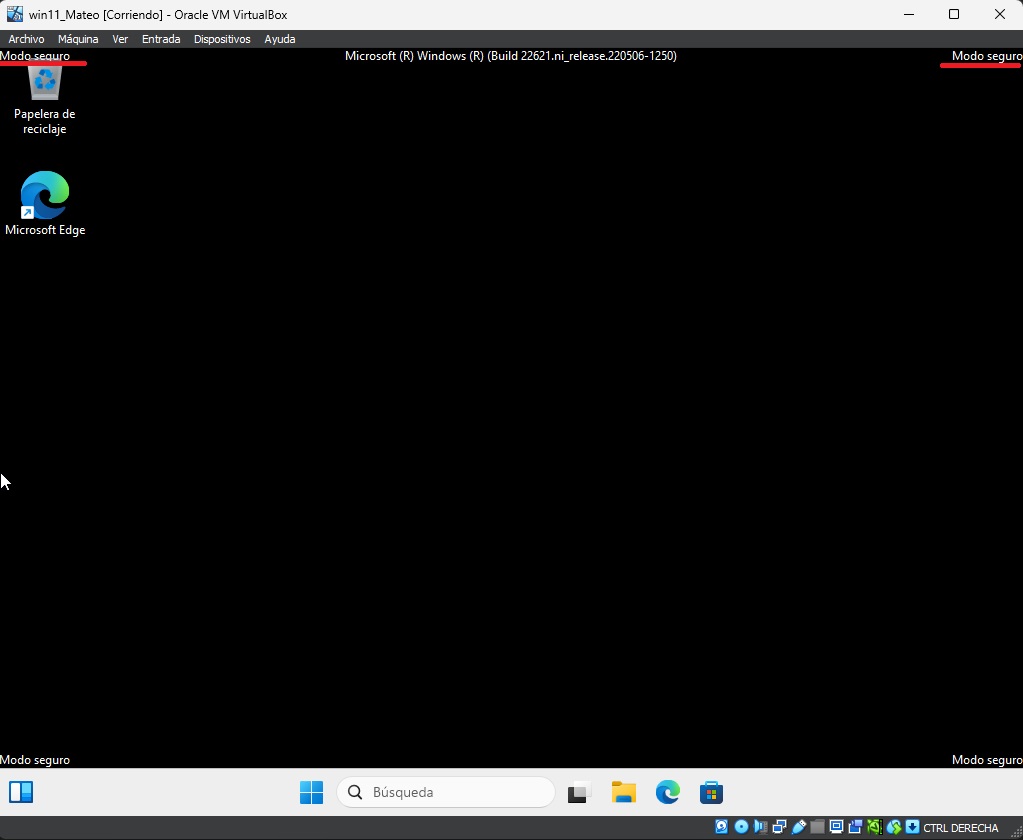 win11_Mateo [Corriendo] - Oracle VM VirtualBox
Archivo Máquina Ver Entrada Dispositivos Ayuda
Modo seguro Microsoft (R) Windows (R) (Build 22621.ni_release.220506-1250) Modo seguro
Papelera de
reciclaje
Microsoft Edge
Modo seguro Modo seguro
Búsqueda
CTRL DERECHA